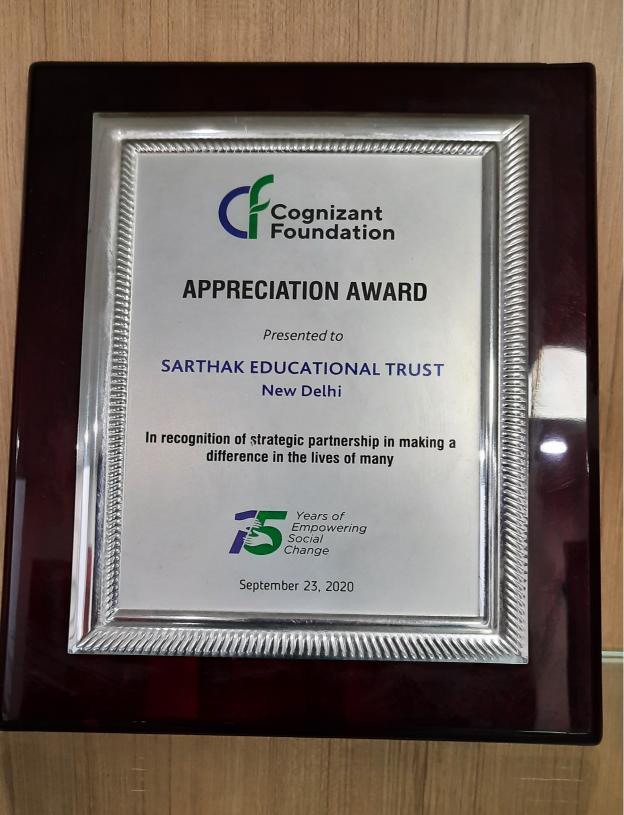 Cf Cognizant
Foundation
APPRECIATION AWARD
Presented to
SARTHAK EDUCATIONAL TRUST
New Delhi
In recognition of strategic partnership in making a
difference in the lives of many
15 Years of
Empowering
Social
Change
September 23, 2020